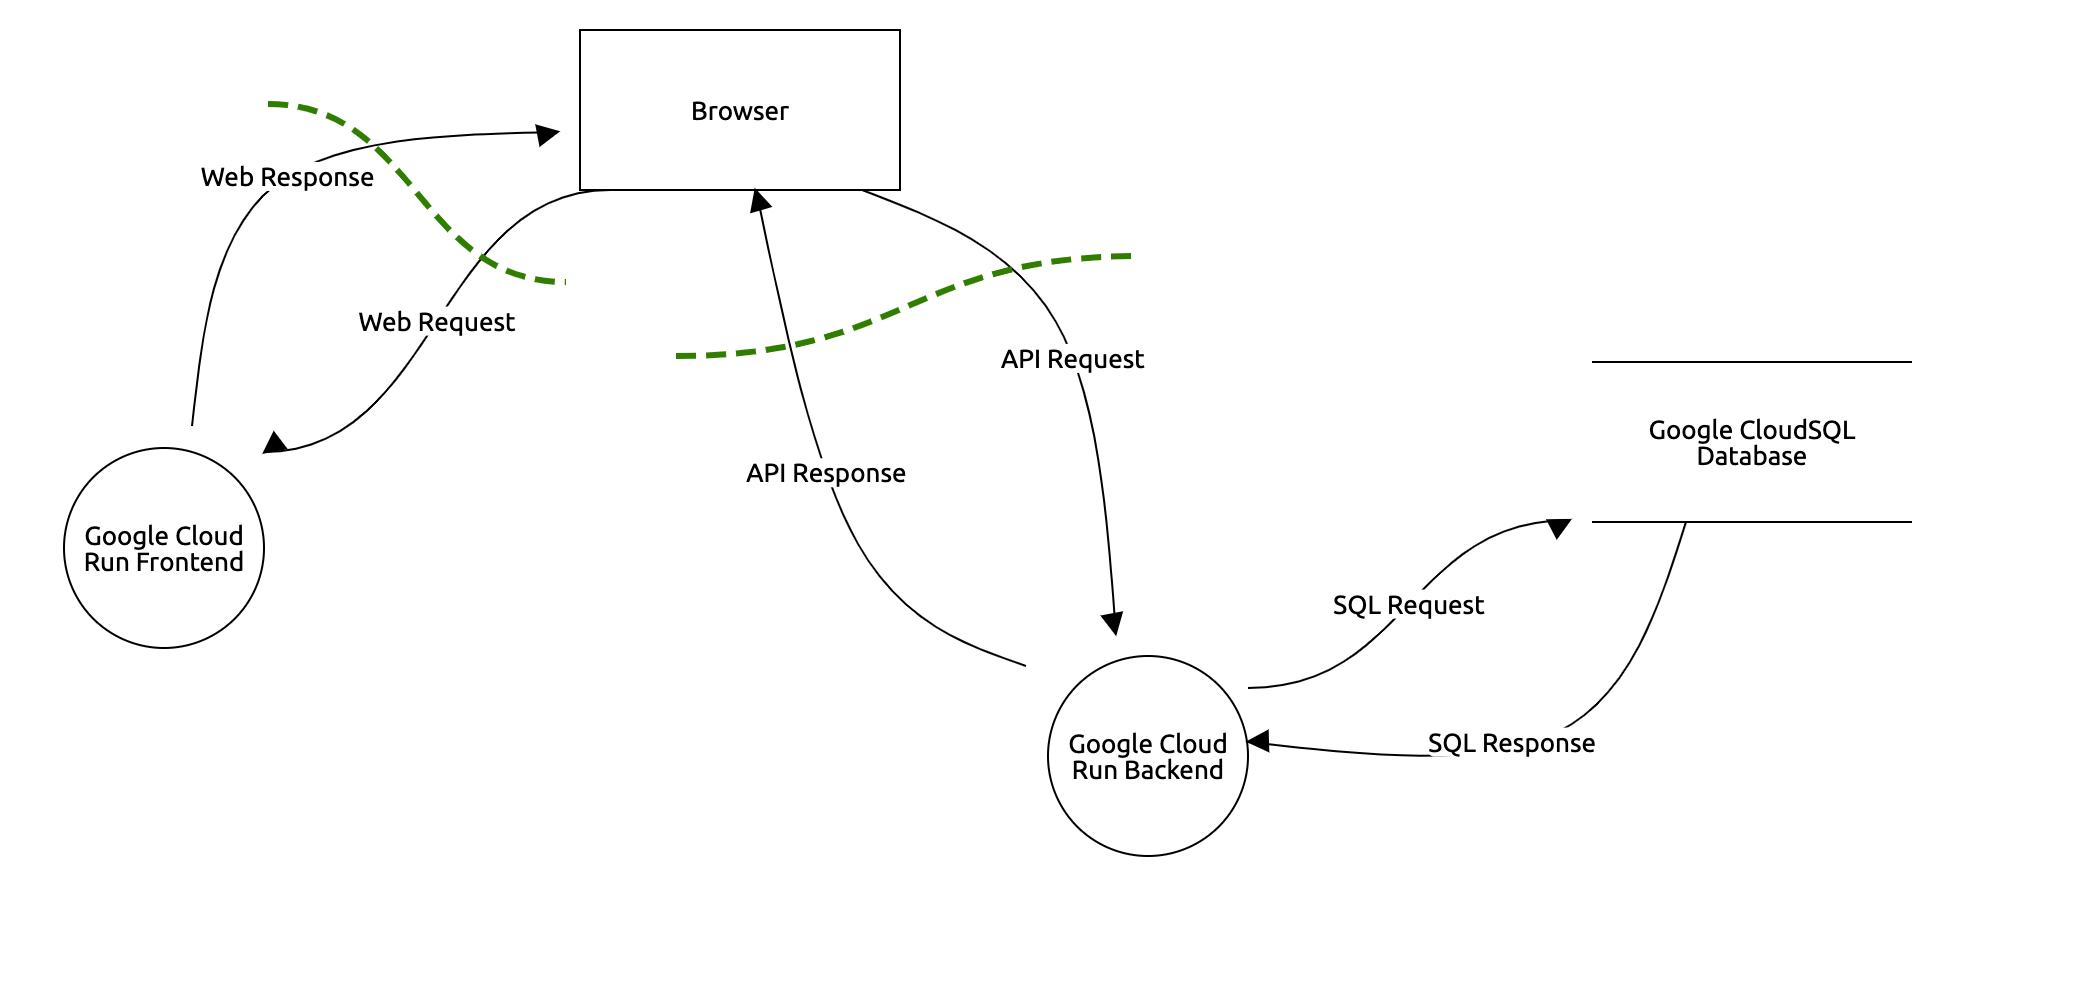 Browser
Web Response
Web Request
API Request
Google CloudSQL
Database
API Response
Google Cloud
Run Frontend
SQL Request
Google Cloud
Run Backend
SQL Response